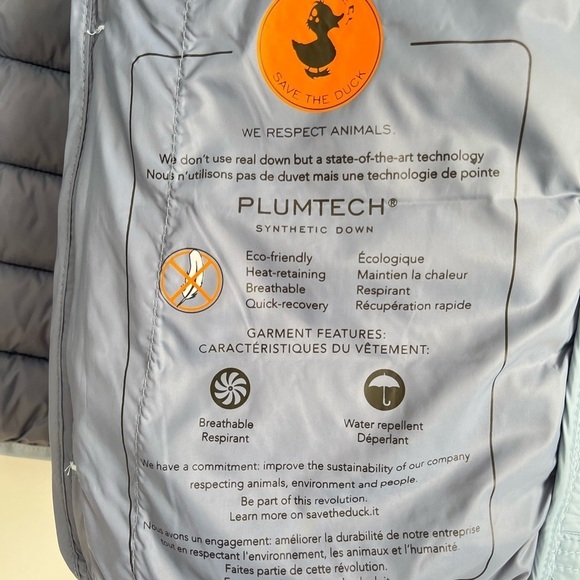 SAVE THE DUCK
WE RESPECT ANIMALS.
We don't use real down but a state-of-the-art technology
Nous n'utilisons pas de duvet mais une technologie de pointe
PLUMTECH®
SYNTHETIC DOWN
Eco-friendly Écologique
Heat-retaining Maintien la chaleur
Breathable Respirant
Quick-recovery Récupération rapide
GARMENT FEATURES:
CARACTÉRISTIQUES DU VÊTEMENT:
Breathable Water repellent
Respirant Déperlant
We have a commitment: improve the sustainability of our company
respecting animals, environment and people.
Be part of this revolution.
Learn more on savetheduck.it
Nous avons un engagement: améliorer la durabilité de notre entreprise
tout en respectant l'environnement, les animaux et l'humanité.
Faites partie de cette révolution.